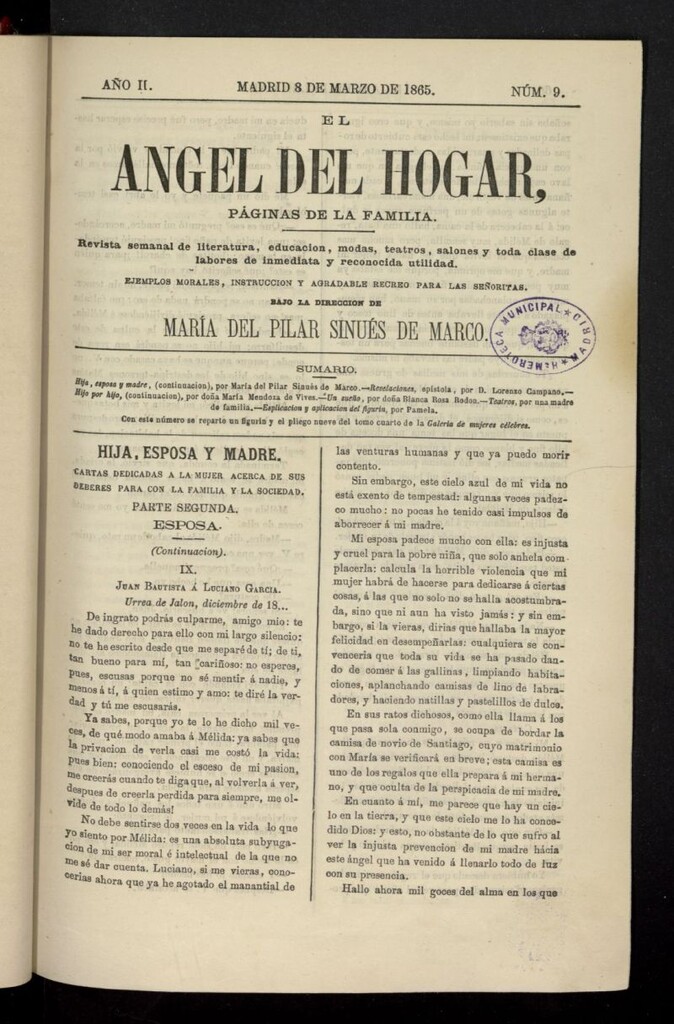 AÑO II. MADRID 8 DE MARZO DE 1865. NÚM. 9.
EL
ANGEL DEL HOGAR,
PÁGINAS DE LA FAMILIA.
Revista semanal de literatura, educacion, modas, teatros, salones y toda clase de
labores de inmediata y reconocida utilidad.
EJEMPLOS MORALES, INSTRUCCION Y AGRADABLE RECREO PARA LAS SEÑORITAS.
BAJO LA DIRECCION DE
MARÍA DEL PILAR SINUÉS DE MARCO.
HEMEROTECA MUNICIPAL ★ MADRID ★
SUMARIO.
Hija, esposa y madre, (continuacion), por María del Pilar Sinués de Márco.—Revelaciones, epístola, por D. Lorenzo Campano.—
Hijo por hijo, (continuacion), por doña María Mendoza de Vives.—Un sueño, por doña Blanca Rosa Rodon.—Teatros, por una madre
de familia.—Esplicacion y aplicacion del figurin, por Pamela.
Con este número se reparte un figurin y el pliego nueve del tomo cuarto de la Galería de mujeres célebres.
HIJA, ESPOSA Y MADRE.
CARTAS DEDICADAS A LA MUJER ACERCA DE SUS
DEBERES PARA CON LA FAMILIA Y LA SOCIEDAD.
PARTE SEGUNDA.
ESPOSA.
(Continuacion).
IX.
JUAN BAUTISTA Á LUCIANO GARCIA.
Urrea de Jalon, diciembre de 18...
De ingrato podrás culparme, amigo mio: te
he dado derecho para ello con mi largo silencio:
no te he escrito desde que me separé de tí; de tí,
tan bueno para mí, tan cariñoso: no esperes,
pues, escusas porque no sé mentir á nadie, y
menos á tí, á quien estimo y amo: te diré la ver-
dad y tú me escusarás.
Ya sabes, porque yo te lo he dicho mil ve-
ces, de qué modo amaba á Mélida: ya sabes que
la privacion de verla casi me costó la vida:
pues bien: conociendo el esceso de mi pasion,
me creerás cuando te diga que, al volverla á ver,
despues de creerla perdida para siempre, me ol-
vide de todo lo demás!
No debe sentirse dos veces en la vida lo que
yo siento por Mélida: es una absoluta subyuga-
cion de mi ser moral é intelectual de la que no
me sé dar cuenta. Luciano, si me vieras, cono-
cerias ahora que ya he agotado el manantial de
las venturas humanas y que ya puedo morir
contento.
Sin embargo, este cielo azul de mi vida no
está exento de tempestad: algunas veces padez-
co mucho: no pocas he tenido casi impulsos de
aborrecer á mi madre.
Mi esposa padece mucho con ella: es injusta
y cruel para la pobre niña, que solo anhela com-
placerla: calcula la horrible violencia que mi
mujer habrá de hacerse para dedicarse á ciertas
cosas, á las que no solo no se halla acostumbra-
da, sino que ni aun ha visto jamás: y sin em-
bargo, si la vieras, dirias que hallaba la mayor
felicidad en desempeñarlas: cualquiera se con-
venceria que toda su vida se ha pasado dan-
do de comer á las gallinas, limpiando habita-
ciones, aplanchando camisas de lino de labra-
dores, y haciendo natillas y pastelillos de dulce.
En sus ratos dichosos, como ella llama á los
que pasa sola conmigo, se ocupa de bordar la
camisa de novio de Santiago, cuyo matrimonio
con María se verificará en breve; esta camisa es
uno de los regalos que ella prepara á mi herma-
no, y que oculta de la perspicacia de mi madre.
En cuanto á mí, me parece que hay un cie-
lo en la tierra, y que este cielo me lo ha conce-
dido Dios: y esto, no obstante de lo que sufro al
ver la injusta prevencion de mi madre hácia
este ángel que ha venido á llenarlo todo de luz
con su presencia.
Hallo ahora mil goces del alma en los que